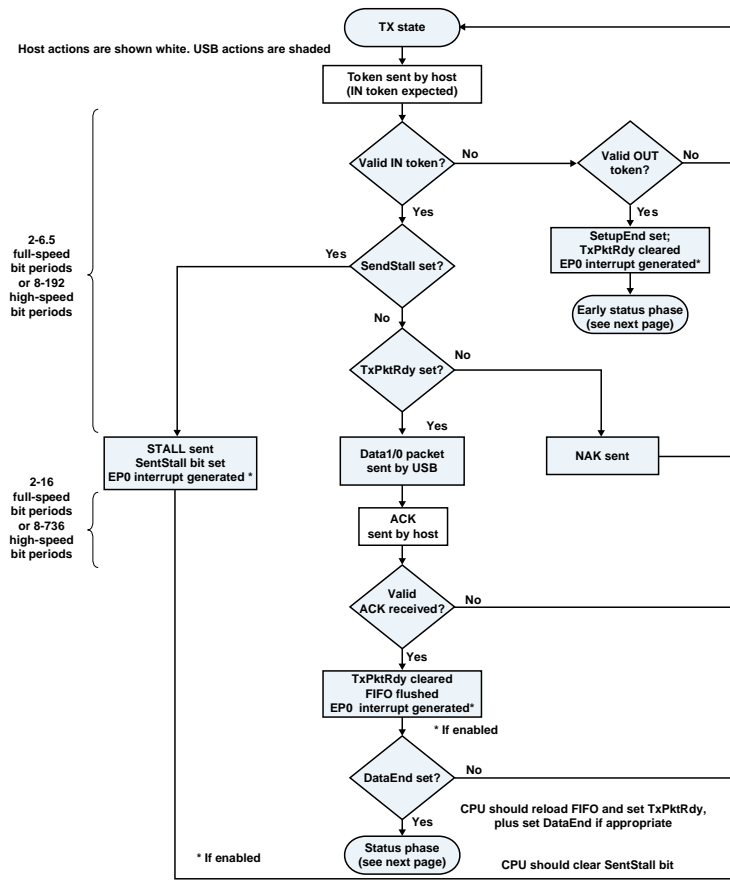 TX state
Host actions are shown white. USB actions are shaded
Token sent by host
(IN token expected)
Valid IN token?
No
Valid OUT
token?
No
Yes
Yes
SetupEnd set;
TxPktRdy cleared
EP0 interrupt generated*
2-6.5
full-speed
bit periods
or 8-192
high-speed
bit periods
Yes
SendStall set?
Early status phase
(see next page)
No
TxPktRdy set?
No
Yes
STALL sent
SentStall bit set
EP0 interrupt generated *
Data1/0 packet
sent by USB
NAK sent
2-16
full-speed
bit periods
or 8-736
high-speed
bit periods
ACK
sent by host
Valid
ACK received?
No
Yes
TxPktRdy cleared
FIFO flushed
EP0 interrupt generated*
* If enabled
DataEnd set?
No
CPU should reload FIFO and set TxPktRdy,
plus set DataEnd if appropriate
Yes
Status phase
(see next page)
* If enabled
CPU should clear SentStall bit